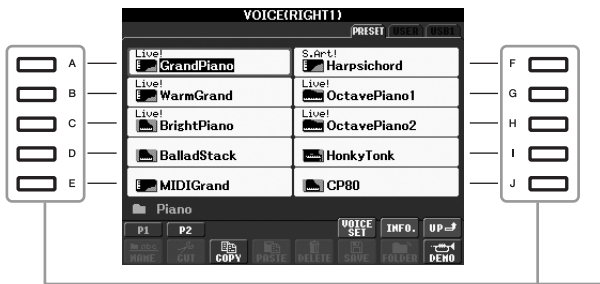 VOICE(RIGHT1)
PRESET USER USB1
A Live! GrandPiano S.Art! Harpsichord F
B Live! WarmGrand Live! OctavePiano1 G
C Live! BrightPiano Live! OctavePiano2 H
D BalladStack HonkyTonk I
E MIDIGrand CP80 J
Piano
P1 P2 VOICE SET INFO. UP
NAME CUT COPY PASTE DELETE SAVE FOLDER DEMO